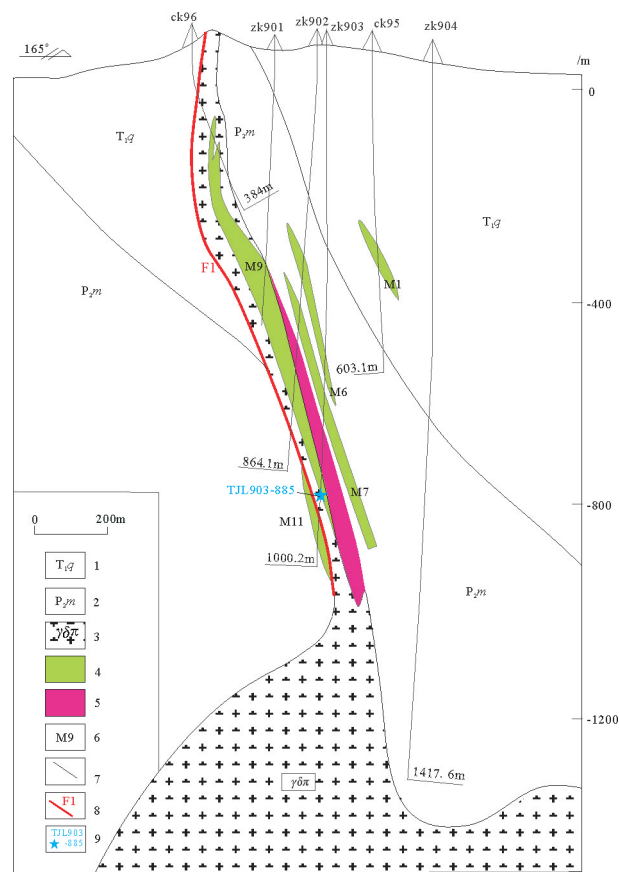 ck96
zk901
zk902
zk903
ck95
zk904
165°
/m
0
T₁q
P₂m
384m
T₁q
F1
M9
M1
P₂m
-400
603.1m
M6
864.1m
TJL903-885
M7
-800
M11
1000.2m
0 200m
P₂m
T₁q 1
P₂m 2
γδπ 3
4
5
M9 6
7
F1 8
TJL903
-885 9
-1200
1417.6m
γδπ